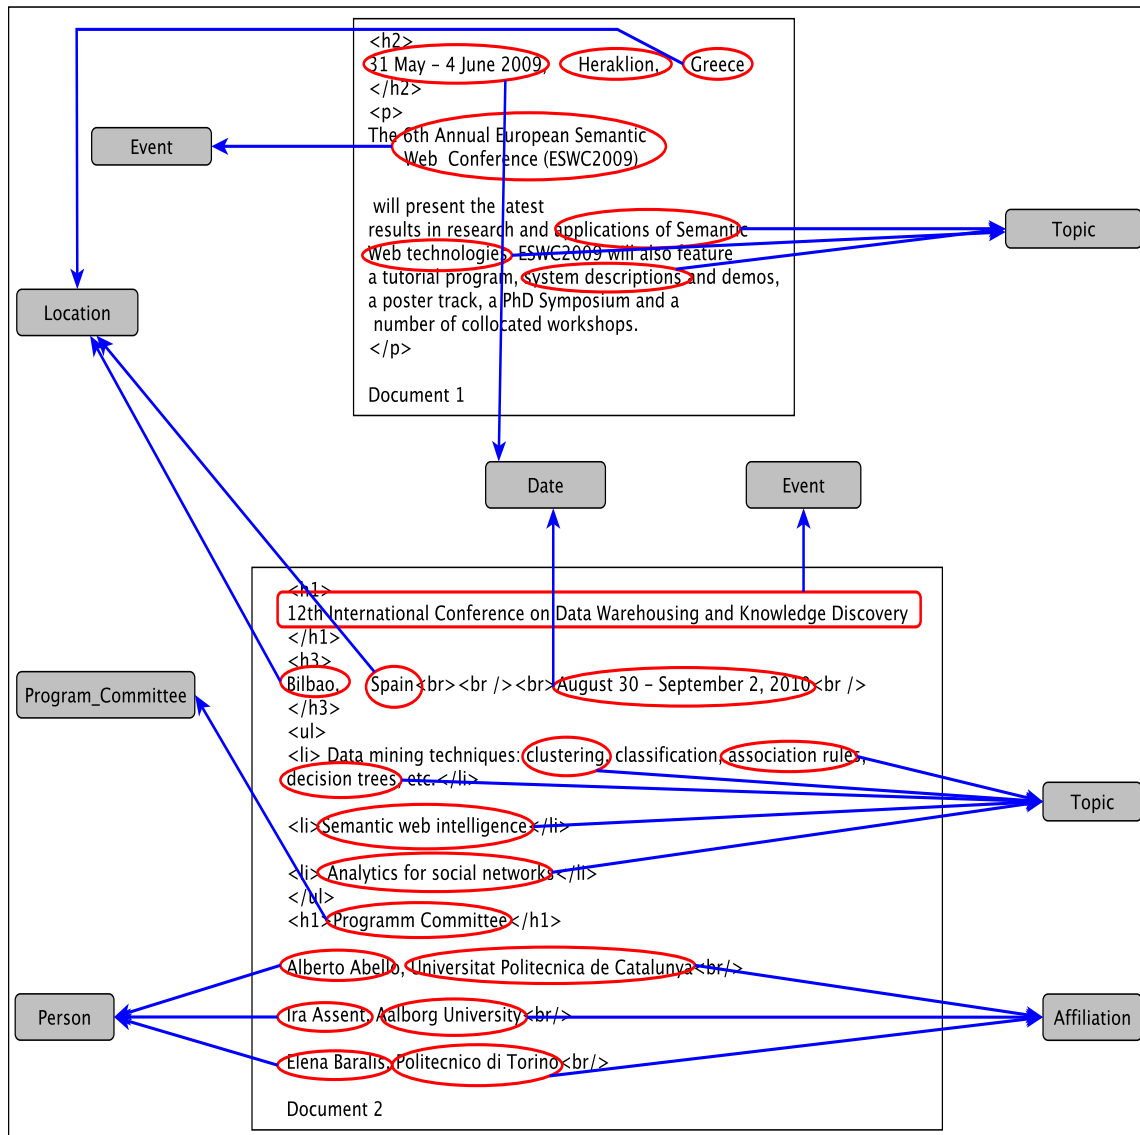 <h2>
31 May – 4 June 2009, Heraklion, Greece
</h2>
<p>
The 6th Annual European Semantic
Web Conference (ESWC2009)
Event
will present the latest
results in research and applications of Semantic
Topic
Web technologies. ESWC2009 will also feature
a tutorial program, system descriptions and demos,
a poster track, a PhD Symposium and a
Location
number of collocated workshops.
</p>
Document 1
Date
Event
<h1>
12th International Conference on Data Warehousing and Knowledge Discovery
</h1>
<h3>
Bilbao, Spain<br><br /><br>August 30 – September 2, 2010<br />
Program_Committee
</h3>
<ul>
<li> Data mining techniques: clustering, classification, association rules,
decision trees, etc.</li>
Topic
<li>Semantic web intelligence</li>
<li> Analytics for social networks</li>
</ul>
<h1>Programm Committee</h1>
Alberto Abello, Universitat Politecnica de Catalunya<br/>
Person
Ira Assent, Aalborg University<br/>
Affiliation
Elena Baralis, Politecnico di Torino<br/>
Document 2